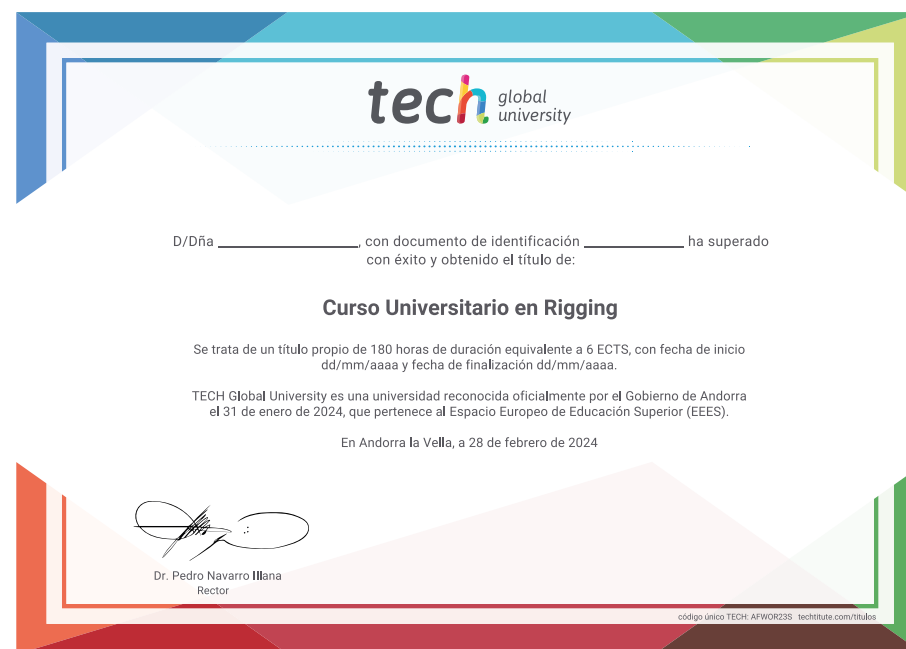 tech global university
D/Dña ____________________, con documento de identificación ______________ ha superado
con éxito y obtenido el título de:
Curso Universitario en Rigging
Se trata de un título propio de 180 horas de duración equivalente a 6 ECTS, con fecha de inicio
dd/mm/aaaa y fecha de finalización dd/mm/aaaa.
TECH Global University es una universidad reconocida oficialmente por el Gobierno de Andorra
el 31 de enero de 2024, que pertenece al Espacio Europeo de Educación Superior (EEES).
En Andorra la Vella, a 28 de febrero de 2024
Dr. Pedro Navarro Illana
Rector
código único TECH: AFWOR23S techtitute.com/titulos